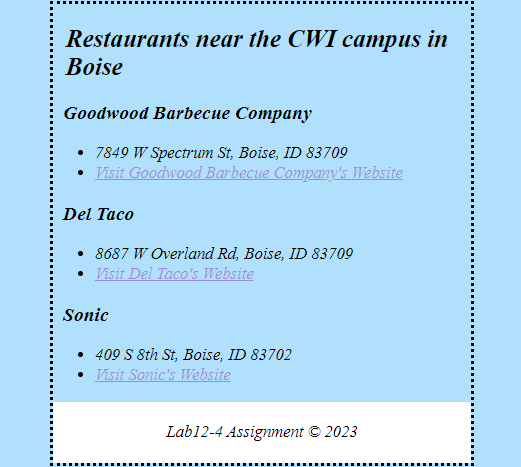 Restaurants near the CWI campus in
Boise
Goodwood Barbecue Company
7849 W Spectrum St, Boise, ID 83709
Visit Goodwood Barbecue Company's Website
Del Taco
8687 W Overland Rd, Boise, ID 83709
Visit Del Taco's Website
Sonic
409 S 8th St, Boise, ID 83702
Visit Sonic's Website
Lab12-4 Assignment © 2023